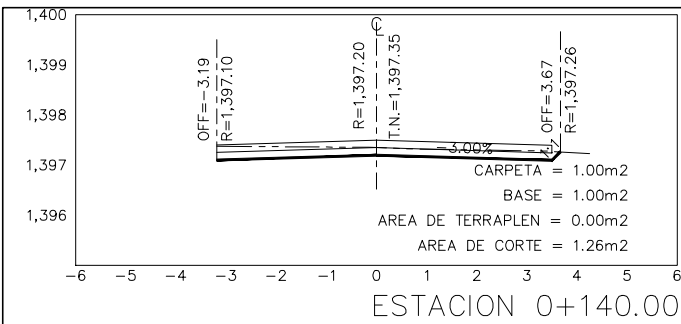 1,400
1,399
1,398
1,397
1,396
OFF=-3.19
R=1,397.10
R=1,397.20
CL
T.N.=1,397.35
OFF=3.67
R=1,397.26
-3.00%
CARPETA = 1.00m2
BASE = 1.00m2
AREA DE TERRAPLEN = 0.00m2
AREA DE CORTE = 1.26m2
-6 -5 -4 -3 -2 -1 0 1 2 3 4 5 6
ESTACION 0+140.00